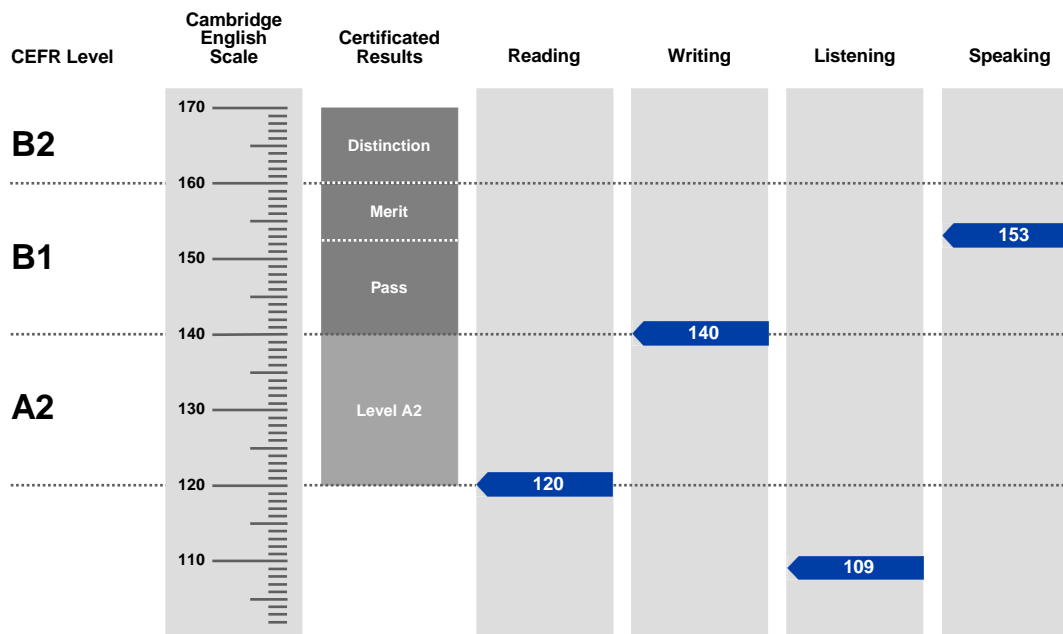 CEFR Level
Cambridge
English
Scale
Certificated
Results
Reading
Writing
Listening
Speaking
170
B2
Distinction
160
Merit
153
B1
150
Pass
140
140
A2
130
Level A2
120
120
110
109